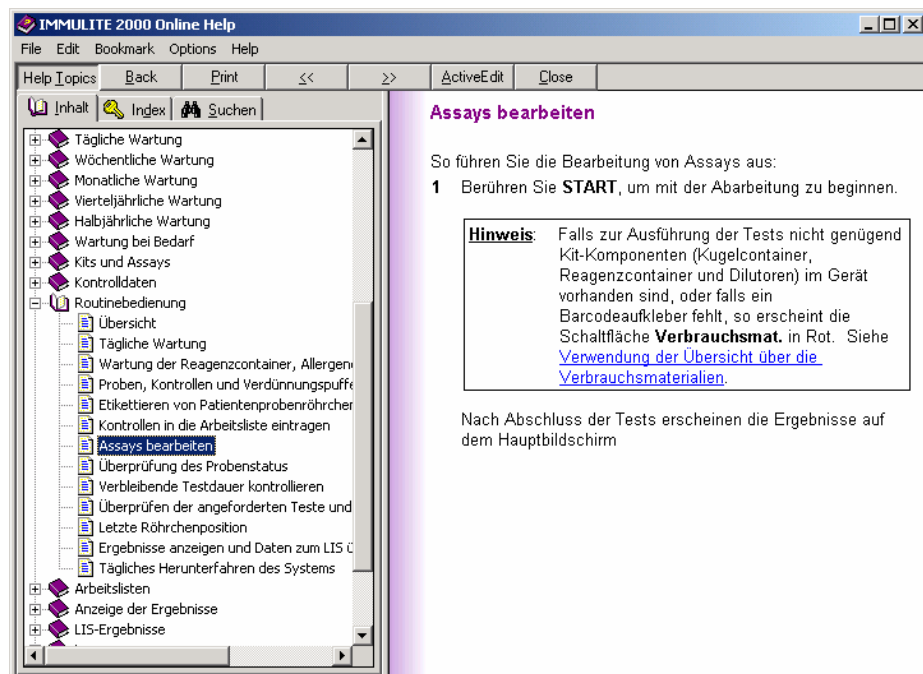 IMMULITE 2000 Online Help
File Edit Bookmark Options Help
Help Topics Back Print << >> ActiveEdit Close
Inhalt Index Suchen
Tägliche Wartung
Wöchentliche Wartung
Monatliche Wartung
Vierteljährliche Wartung
Halbjährliche Wartung
Wartung bei Bedarf
Kits und Assays
Kontrolldaten
Routinebedienung
Übersicht
Tägliche Wartung
Wartung der Reagenzcontainer, Allergen
Proben, Kontrollen und Verdünnungspuffe
Etikettieren von Patientenprobenröhrchen
Kontrollen in die Arbeitsliste eintragen
Assays bearbeiten
Überprüfung des Probenstatus
Verbleibende Testdauer kontrollieren
Überprüfen der angeforderten Teste und
Letzte Röhrchenposition
Ergebnisse anzeigen und Daten zum LIS ü
Tägliches Herunterfahren des Systems
Arbeitslisten
Anzeige der Ergebnisse
LIS-Ergebnisse
Assays bearbeiten
So führen Sie die Bearbeitung von Assays aus:
1 Berühren Sie START, um mit der Abarbeitung zu beginnen.
Hinweis: Falls zur Ausführung der Tests nicht genügend
Kit-Komponenten (Kugelcontainer,
Reagenzcontainer und Dilutoren) im Gerät
vorhanden sind, oder falls ein
Barcodeaufkleber fehlt, so erscheint die
Schaltfläche Verbrauchsmat. in Rot. Siehe
Verwendung der Übersicht über die
Verbrauchsmaterialien.
Nach Abschluss der Tests erscheinen die Ergebnisse auf
dem Hauptbildschirm